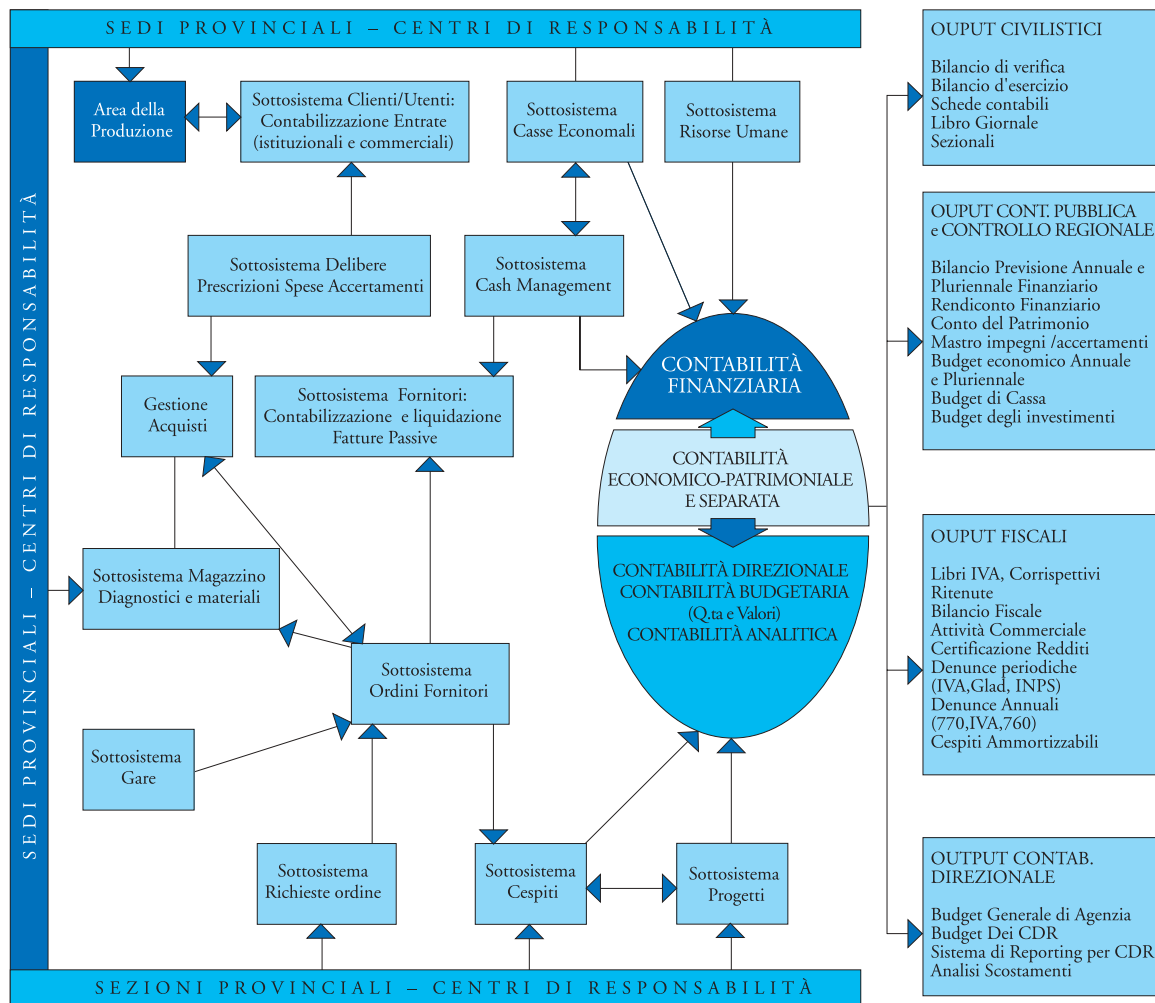 SEDI PROVINCIALI – CENTRI DI RESPONSABILITÀ
SEDI PROVINCIALI – CENTRI DI RESPONSABILITÀ
Area della
Produzione
Sottosistema Clienti/Utenti:
Contabilizzazione Entrate
(istituzionali e commerciali)
Sottosistema
Casse Economali
Sottosistema
Risorse Umane
Sottosistema Delibere
Prescrizioni Spese Accertamenti
Sottosistema
Cash Management
Gestione
Acquisti
Sottosistema Fornitori:
Contabilizzazione e liquidazione
Fatture Passive
CONTABILITÀ
FINANZIARIA
CONTABILITÀ
ECONOMICO-PATRIMONIALE
E SEPARATA
CONTABILITÀ DIREZIONALE
CONTABILITÀ BUDGETARIA
(Q.ta e Valori)
CONTABILITÀ ANALITICA
Sottosistema Magazzino
Diagnostici e materiali
Sottosistema
Ordini Fornitori
Sottosistema
Gare
Sottosistema
Richieste ordine
Sottosistema
Cespiti
Sottosistema
Progetti
SEZIONI PROVINCIALI – CENTRI DI RESPONSABILITÀ
OUPUT CIVILISTICI
Bilancio di verifica
Bilancio d'esercizio
Schede contabili
Libro Giornale
Sezionali
OUPUT CONT. PUBBLICA
e CONTROLLO REGIONALE
Bilancio Previsione Annuale e
Pluriennale Finanziario
Rendiconto Finanziario
Conto del Patrimonio
Mastro impegni /accertamenti
Budget economico Annuale
e Pluriennale
Budget di Cassa
Budget degli investimenti
OUPUT FISCALI
Libri IVA, Corrispettivi
Ritenute
Bilancio Fiscale
Attività Commerciale
Certificazione Redditi
Denunce periodiche
(IVA,Glad, INPS)
Denunce Annuali
(770,IVA,760)
Cespiti Ammortizzabili
OUTPUT CONTAB.
DIREZIONALE
Budget Generale di Agenzia
Budget Dei CDR
Sistema di Reporting per CDR
Analisi Scostamenti